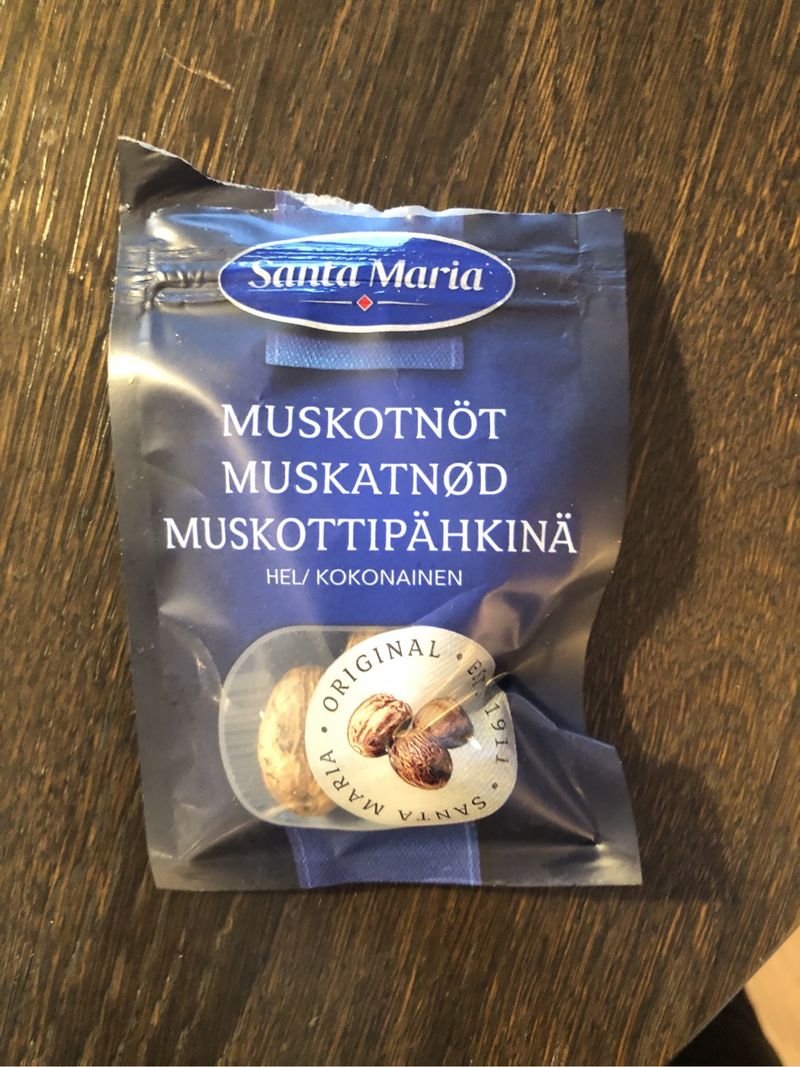 Santa Maria
MUSKOTNÖT
MUSKATNØD
MUSKOTTIPÄHKINÄ
HEL/ KOKONAINEN
ORIGINAL • EST. 1911 • SANTA MARIA •